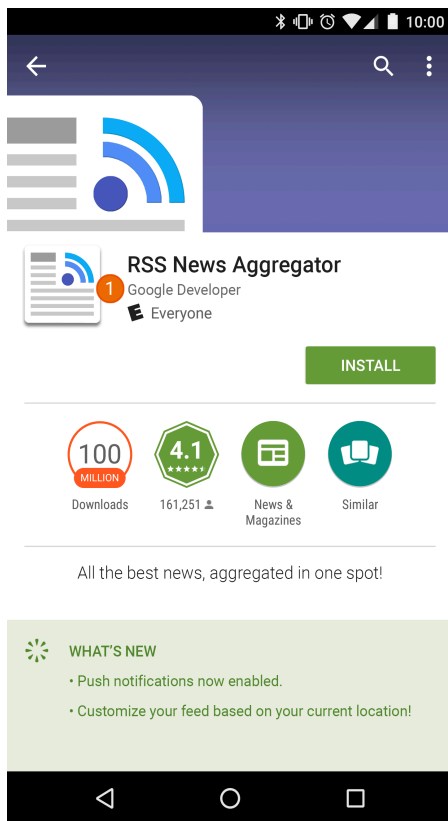 10:00
RSS News Aggregator
1
Google Developer
E Everyone
INSTALL
100
MILLION
4.1
Downloads
161,251
News &
Magazines
Similar
All the best news, aggregated in one spot!
WHAT'S NEW
• Push notifications now enabled.
• Customize your feed based on your current location!